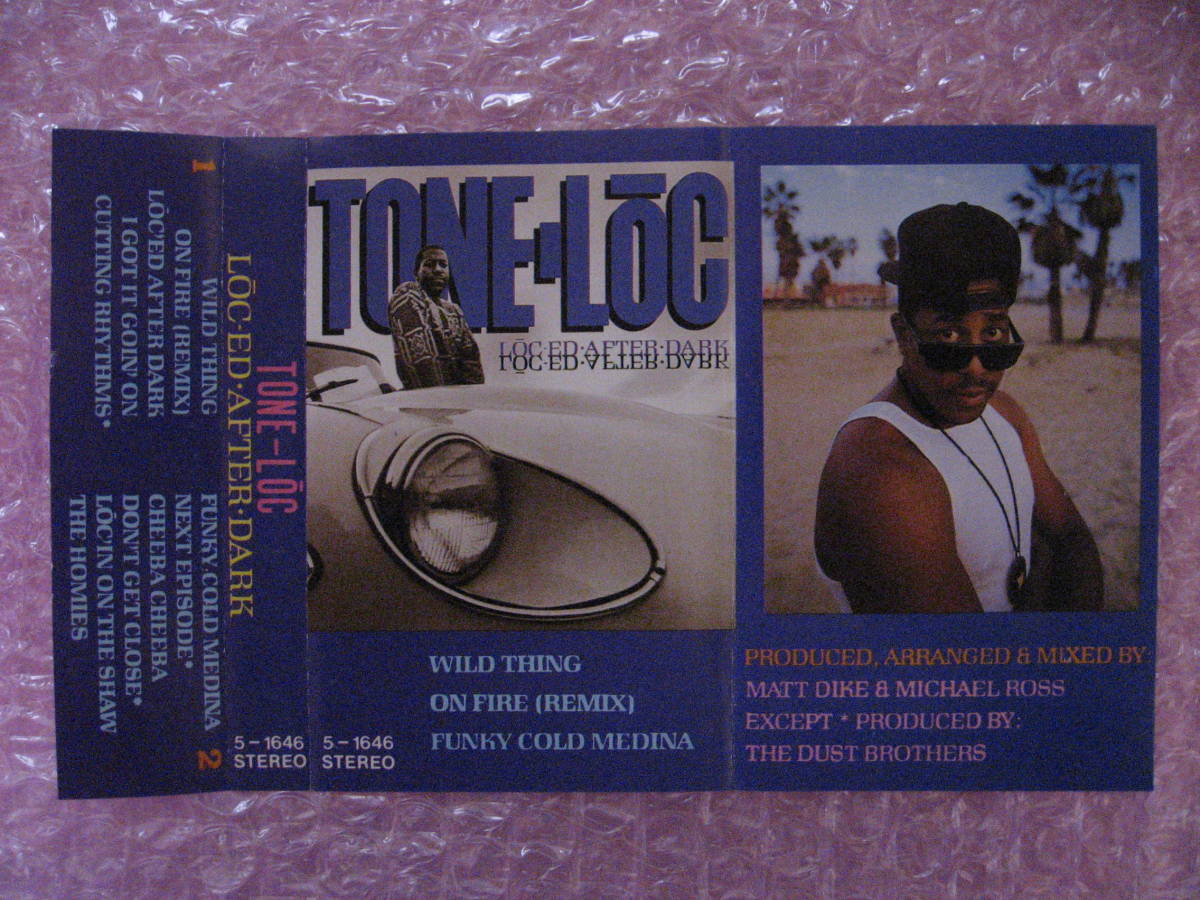 1
WILD THING
ON FIRE (REMIX)
LŌC'ED AFTER DARK
I GOT IT GOIN' ON
CUTTING RHYTHMS*
FUNKY COLD MEDINA
NEXT EPISODE*
CHEEBA CHEEBA
DON'T GET CLOSE*
LŌC'IN ON THE SHAW
THE HOMIES
2
TONE-LŌC
LŌC·ED·AFTER·DARK
5-1646
STEREO
TONE-LŌC
LŌC·ED·AFTER·DARK
LŌC·ED·AFTER·DARK
WILD THING
ON FIRE (REMIX)
FUNKY COLD MEDINA
5-1646
STEREO
PRODUCED, ARRANGED & MIXED BY
MATT DIKE & MICHAEL ROSS
EXCEPT * PRODUCED BY:
THE DUST BROTHERS